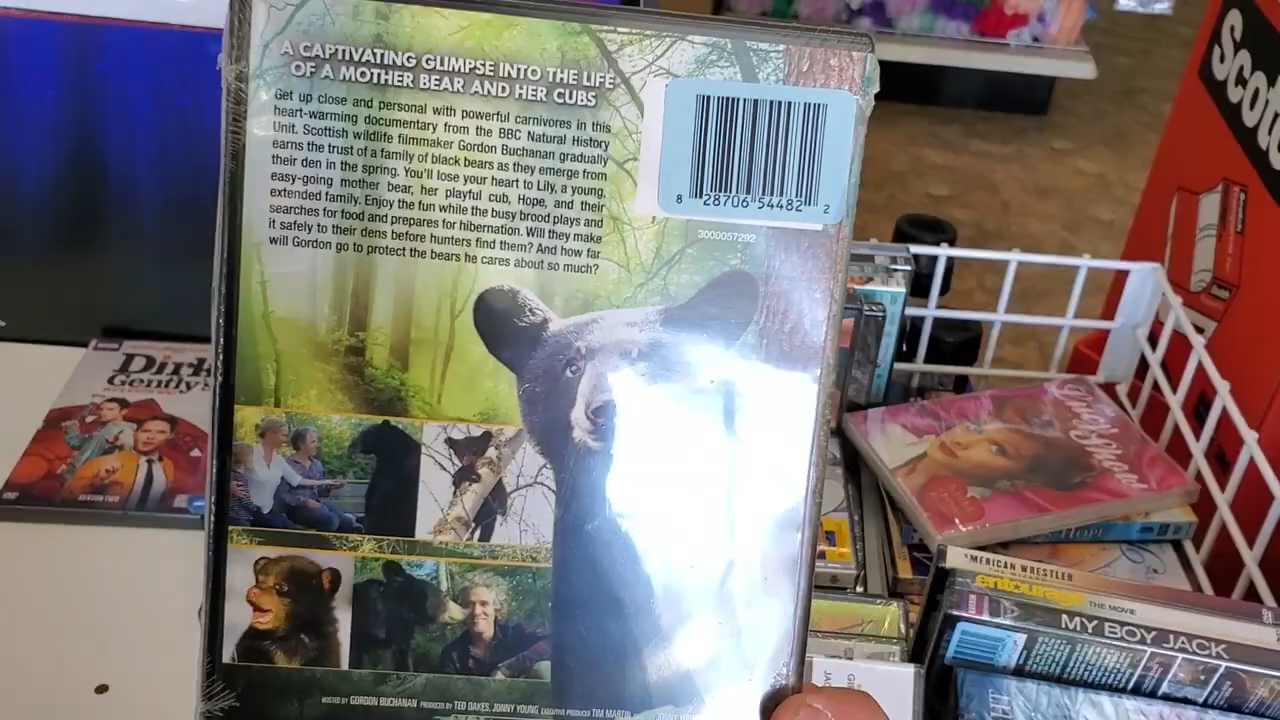 A CAPTIVATING GLIMPSE INTO THE LIFE
OF A MOTHER BEAR AND HER CUBS
Get up close and personal with powerful carnivores in this
heart-warming documentary from the BBC Natural History
Unit. Scottish wildlife filmmaker Gordon Buchanan gradually
earns the trust of a family of black bears as they emerge from
their den in the spring. You'll lose your heart to Lily, a young,
easy-going mother bear, her playful cub, Hope, and their
extended family. Enjoy the fun while the busy brood plays and
searches for food and prepares for hibernation. Will they make
it safely to their dens before hunters find them? And how far
will Gordon go to protect the bears he cares about so much?
8 28706 54482 2
3000057292
HOSTED BY GORDON BUCHANAN PRODUCED BY TED OAKES, JONNY YOUNG EXECUTIVE PRODUCER TIM MARTIN
Dirk
Gently's
SEASON TWO
DVD
Scot
HOPE
AMERICAN WRESTLER
THE WIZARD
entourage THE MOVIE
MY BOY JACK